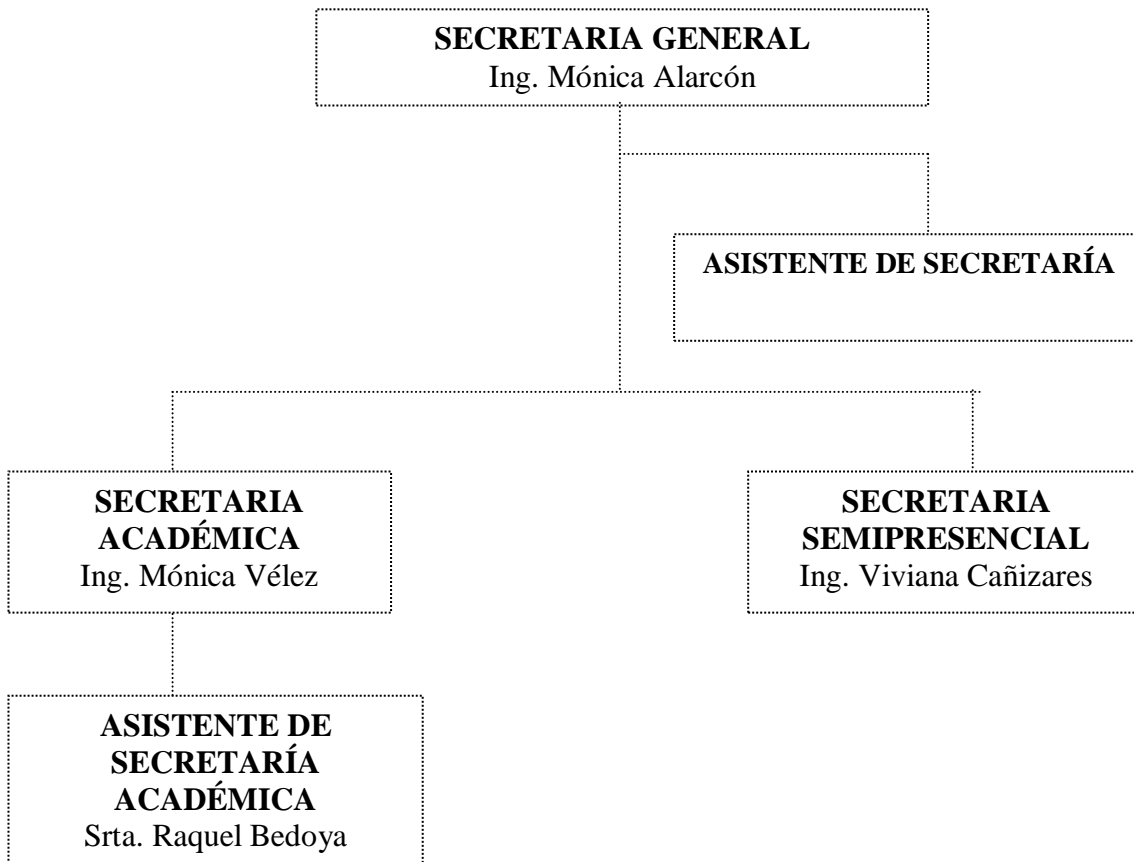 SECRETARIA GENERAL
Ing. Mónica Alarcón
ASISTENTE DE SECRETARÍA
SECRETARIA
ACADÉMICA
Ing. Mónica Vélez
SECRETARIA
SEMIPRESENCIAL
Ing. Viviana Cañizares
ASISTENTE DE
SECRETARÍA
ACADÉMICA
Srta. Raquel Bedoya